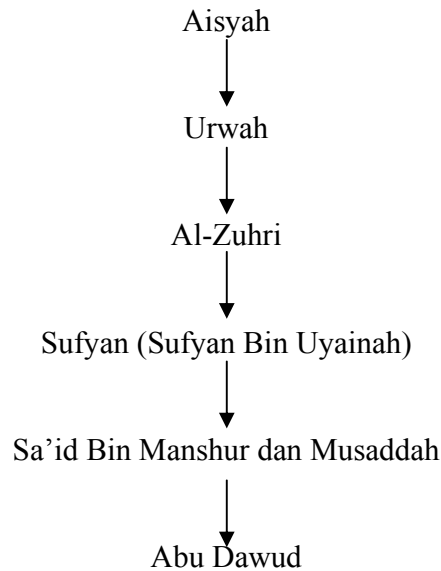 Aisyah
Urwah
Al-Zuhri
Sufyan (Sufyan Bin Uyainah)
Sa’id Bin Manshur dan Musaddah
Abu Dawud